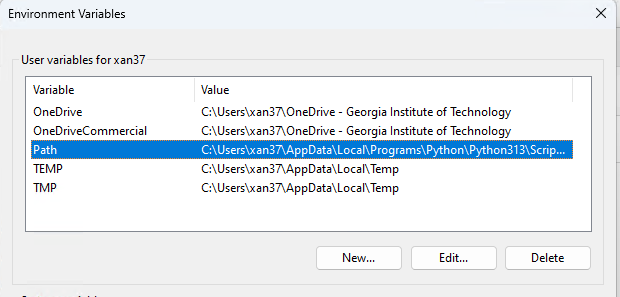 Environment Variables
User variables for xan37
Variable Value
OneDrive C:\Users\xan37\OneDrive - Georgia Institute of Technology
OneDriveCommercial C:\Users\xan37\OneDrive - Georgia Institute of Technology
Path C:\Users\xan37\AppData\Local\Programs\Python\Python313\Scrip...
TEMP C:\Users\xan37\AppData\Local\Temp
TMP C:\Users\xan37\AppData\Local\Temp
New... Edit... Delete